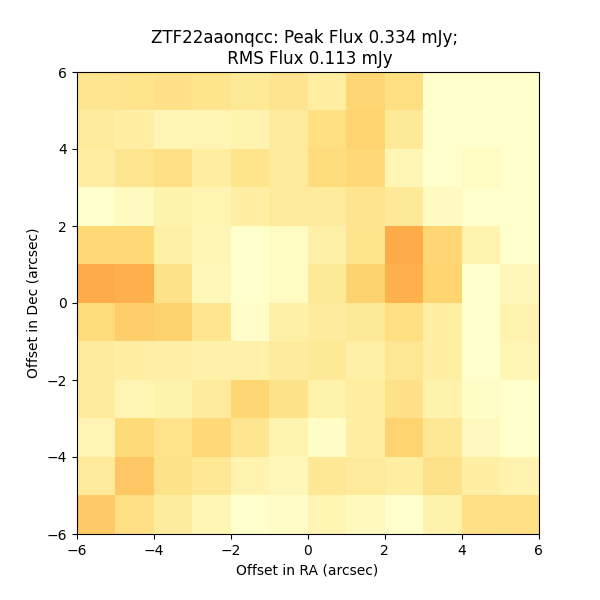 ZTF22aaonqcc: Peak Flux 0.334 mJy;
RMS Flux 0.113 mJy
6
4
2
0
−2
−4
−6
Offset in Dec (arcsec)
−6 −4 −2 0 2 4 6
Offset in RA (arcsec)